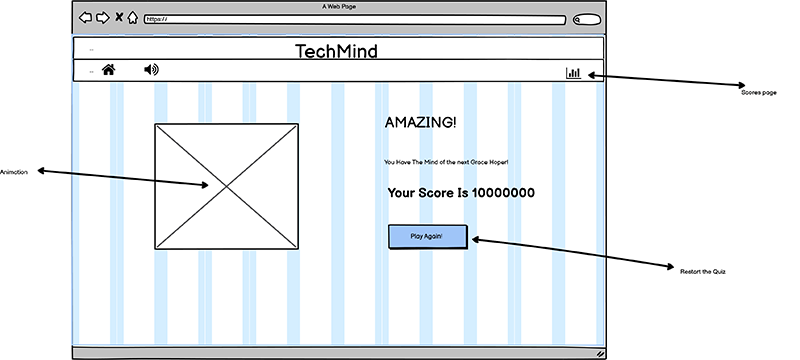 A Web Page
https://
TechMind
Scores page
AMAZING!
You Have The Mind of the next Grace Hoper!
Animation
Your Score Is 10000000
Play Again!
Restart the Quiz